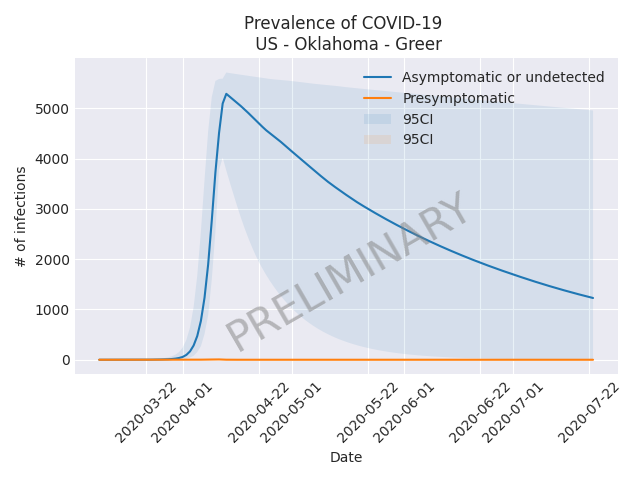 Prevalence of COVID-19
US - Oklahoma - Greer
Asymptomatic or undetected
Presymptomatic
95CI
95CI
# of infections
5000
4000
3000
2000
1000
0
PRELIMINARY
2020-03-22
2020-04-01
2020-04-22
2020-05-01
2020-05-22
2020-06-01
2020-06-22
2020-07-01
2020-07-22
Date